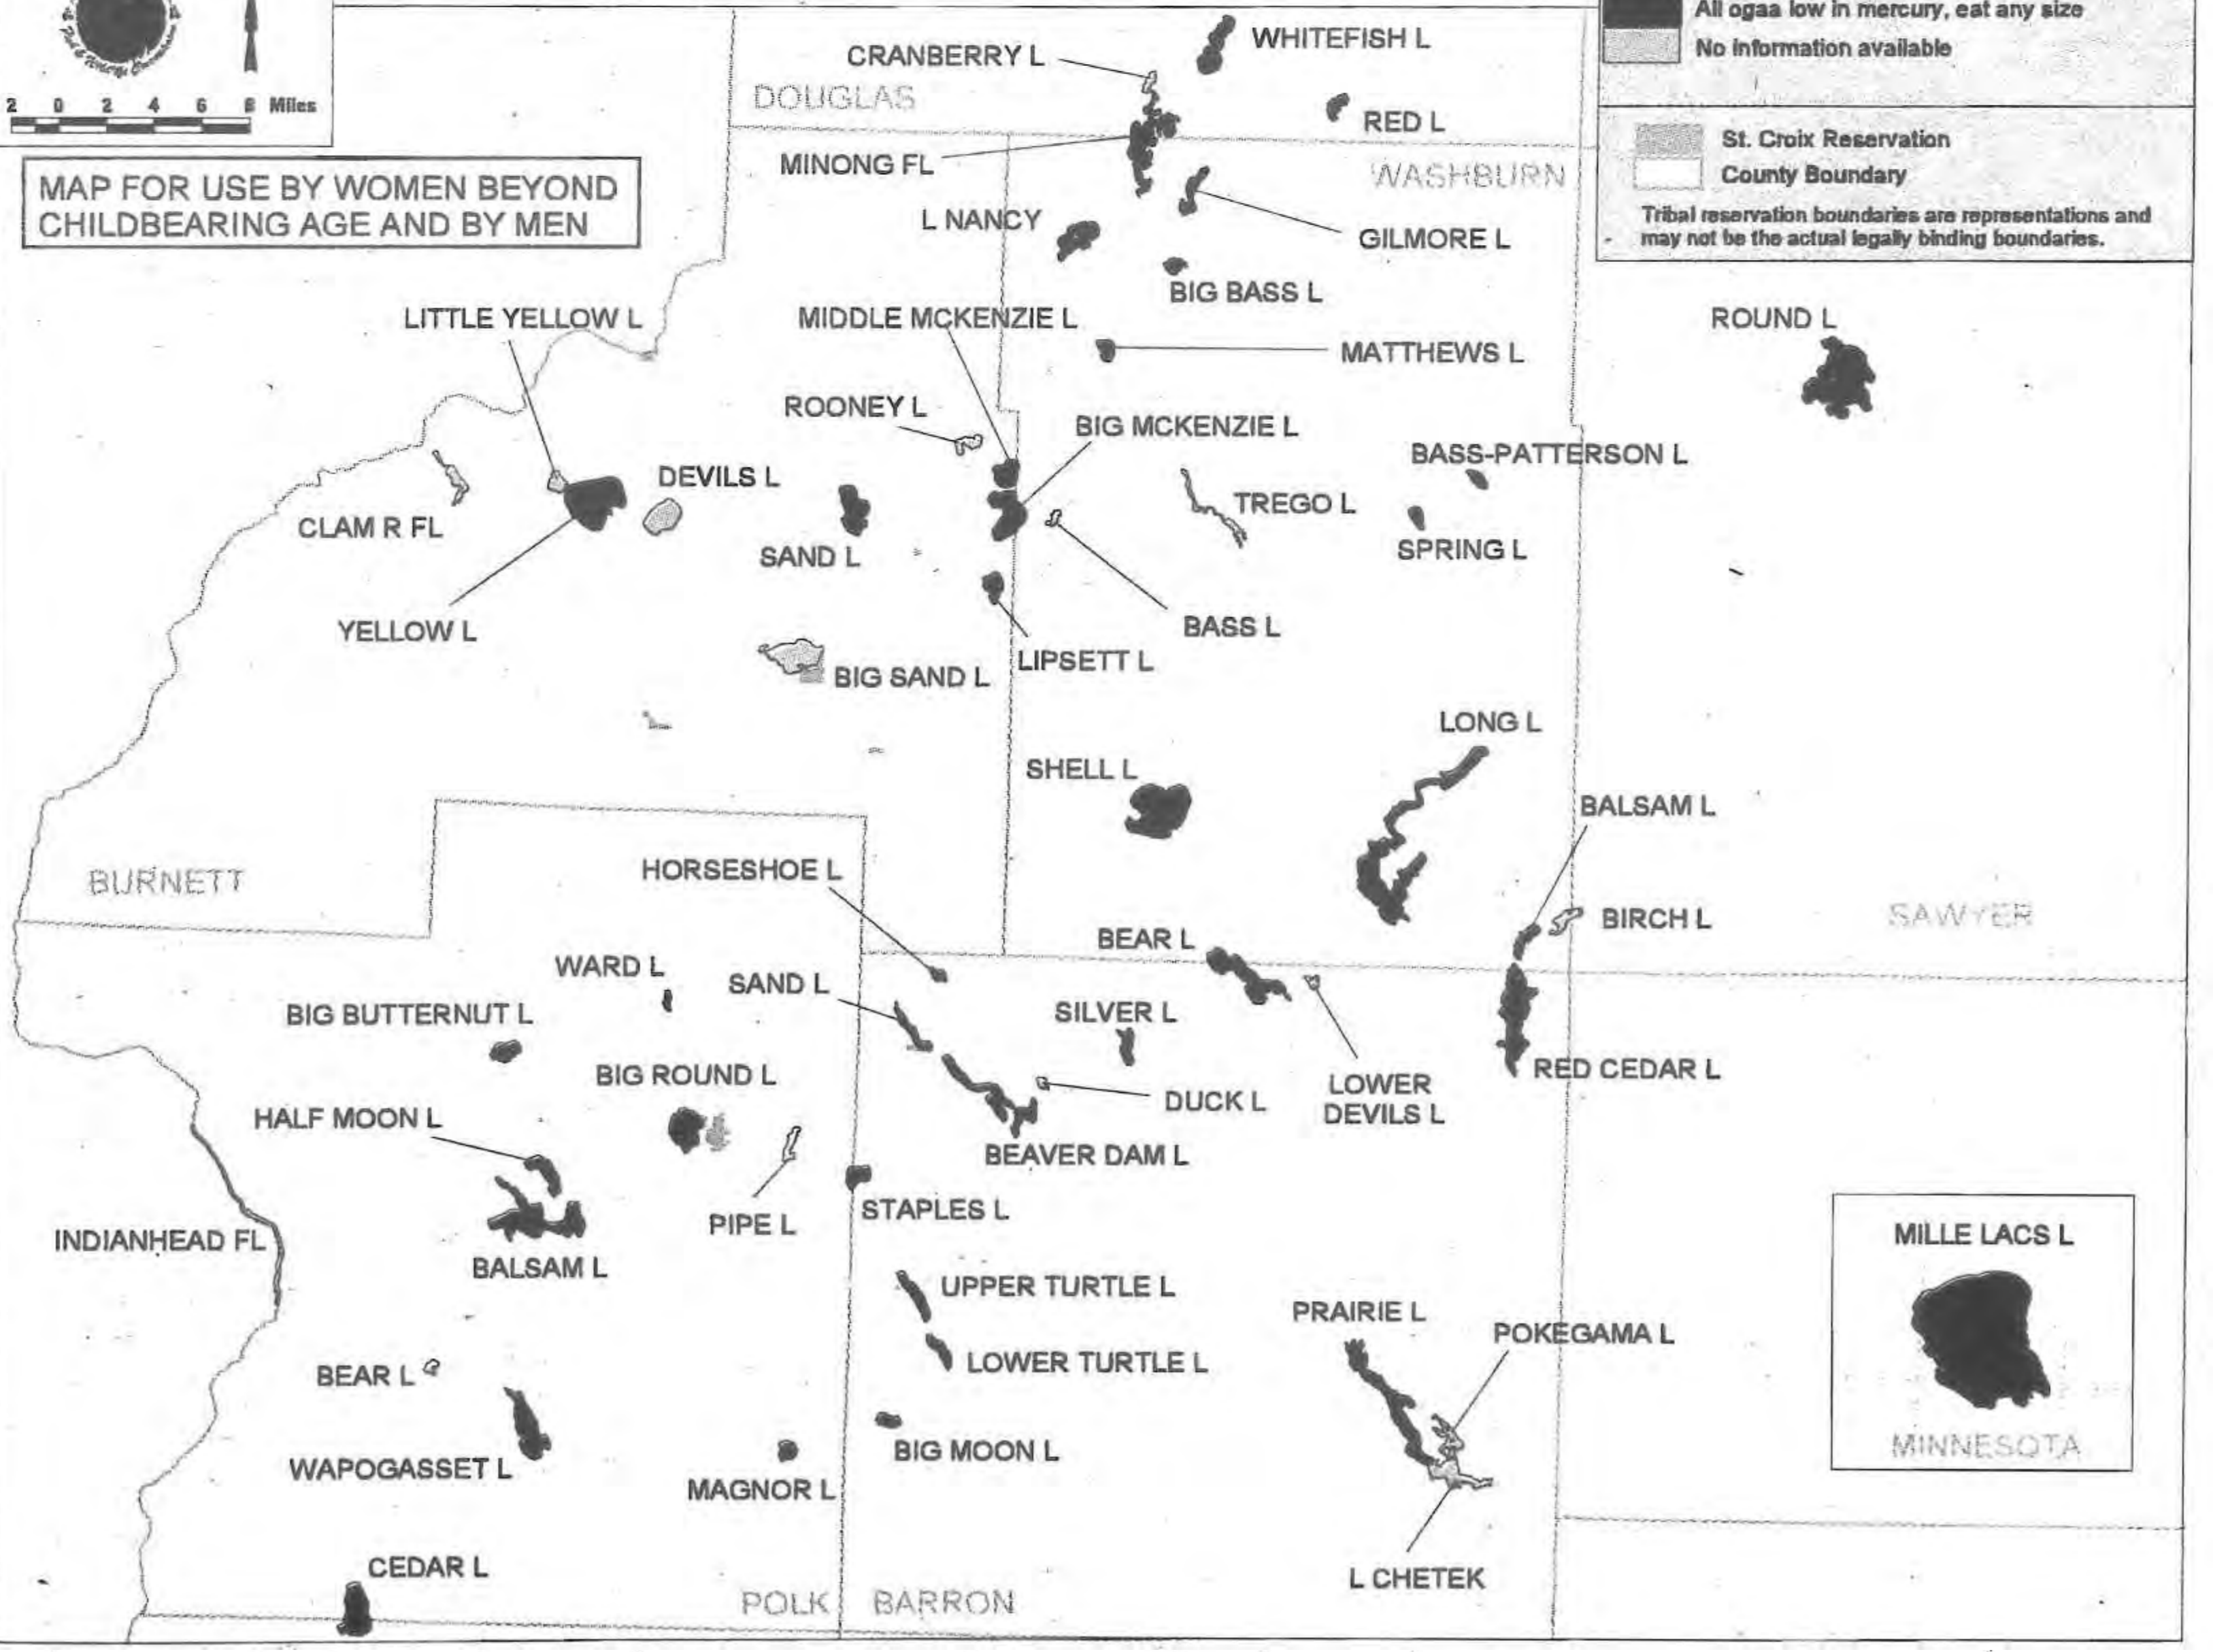 All ogaa low in mercury, eat any size
No information available
2 0 2 4 6 8 Miles
St. Croix Reservation
County Boundary
Tribal reservation boundaries are representations and
may not be the actual legally binding boundaries.
MAP FOR USE BY WOMEN BEYOND
CHILDBEARING AGE AND BY MEN
WHITEFISH L
CRANBERRY L
DOUGLAS
RED L
MINONG FL
WASHBURN
L NANCY
GILMORE L
BIG BASS L
LITTLE YELLOW L
MIDDLE MCKENZIE L
ROUND L
MATTHEWS L
ROONEY L
BIG MCKENZIE L
BASS-PATTERSON L
DEVILS L
TREGO L
CLAM R FL
SAND L
SPRING L
YELLOW L
BASS L
LIPSETT L
BIG SAND L
LONG L
SHELL L
BALSAM L
HORSESHOE L
BURNETT
BIRCH L
SAWYER
BEAR L
WARD L
SAND L
BIG BUTTERNUT L
SILVER L
BIG ROUND L
RED CEDAR L
LOWER
DEVILS L
DUCK L
HALF MOON L
BEAVER DAM L
STAPLES L
PIPE L
INDIANHEAD FL
MILLE LACS L
BALSAM L
UPPER TURTLE L
PRAIRIE L
POKEGAMA L
LOWER TURTLE L
BEAR L
BIG MOON L
MINNESOTA
WAPOGASSET L
MAGNOR L
CEDAR L
L CHETEK
POLK
BARRON